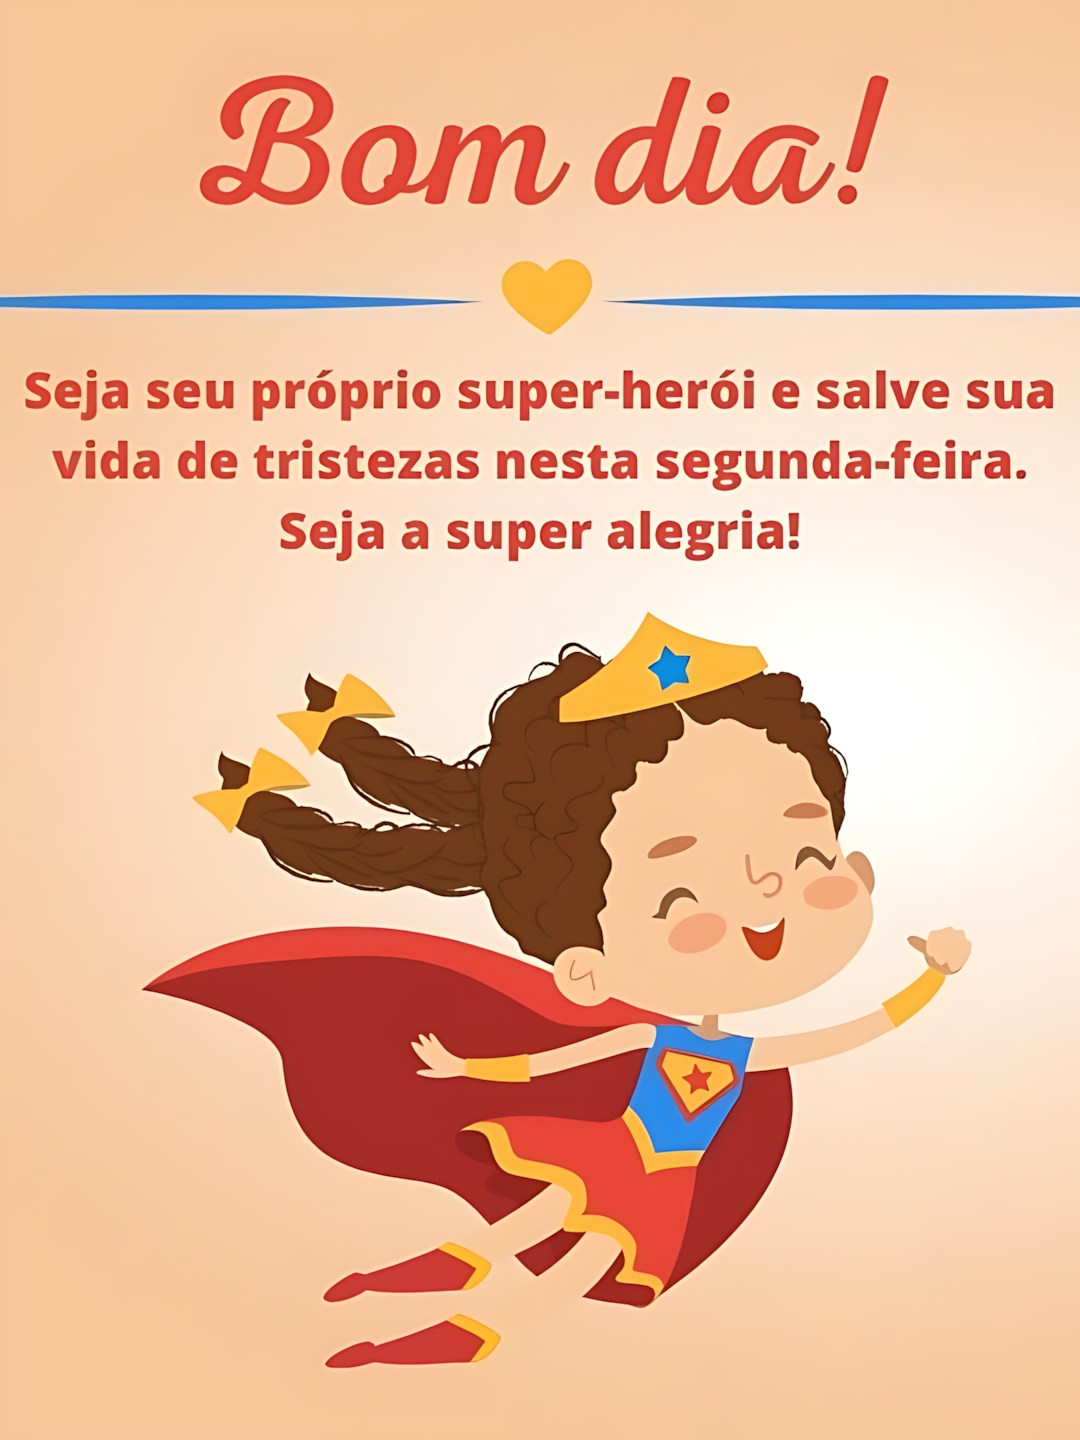 Bom dia!
Seja seu próprio super-herói e salve sua
vida de tristezas nesta segunda-feira.
Seja a super alegria!